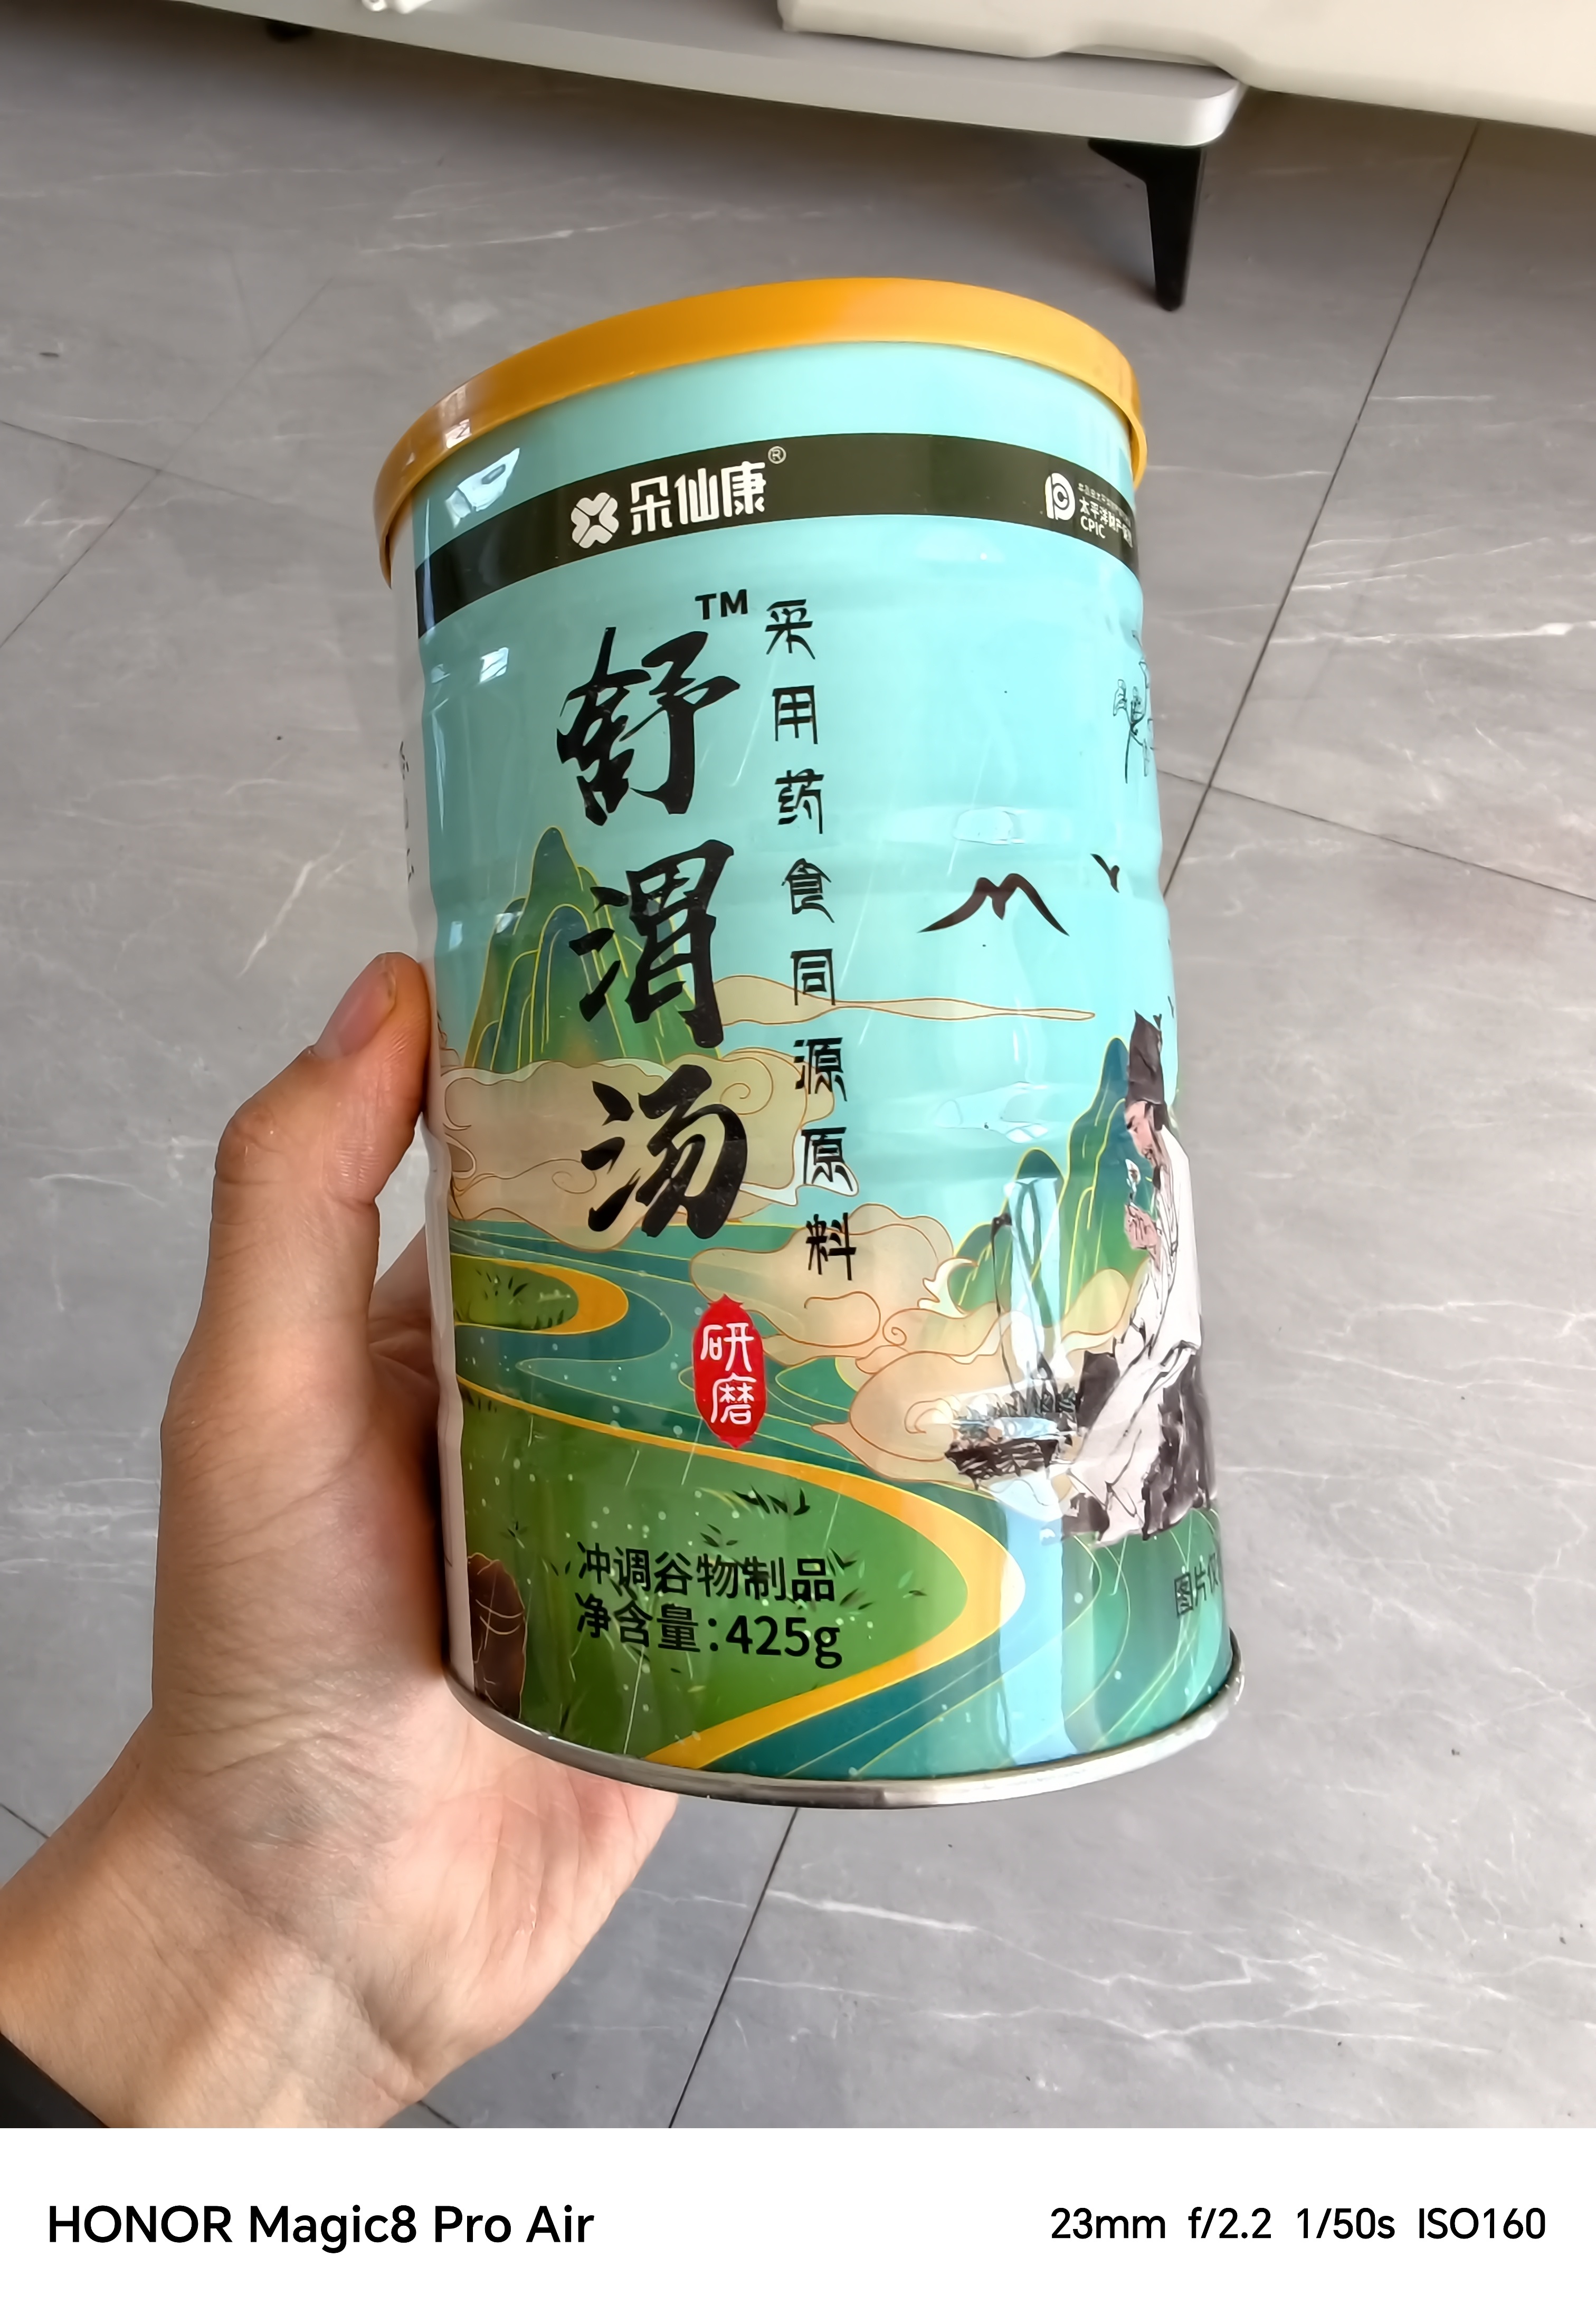 朵仙康®
太平洋财产保险
CPIC
TM
舒渭汤
采用药食同源原料
研磨
冲调谷物制品
净含量:425g
图片仅
HONOR Magic8 Pro Air
23mm f/2.2 1/50s ISO160